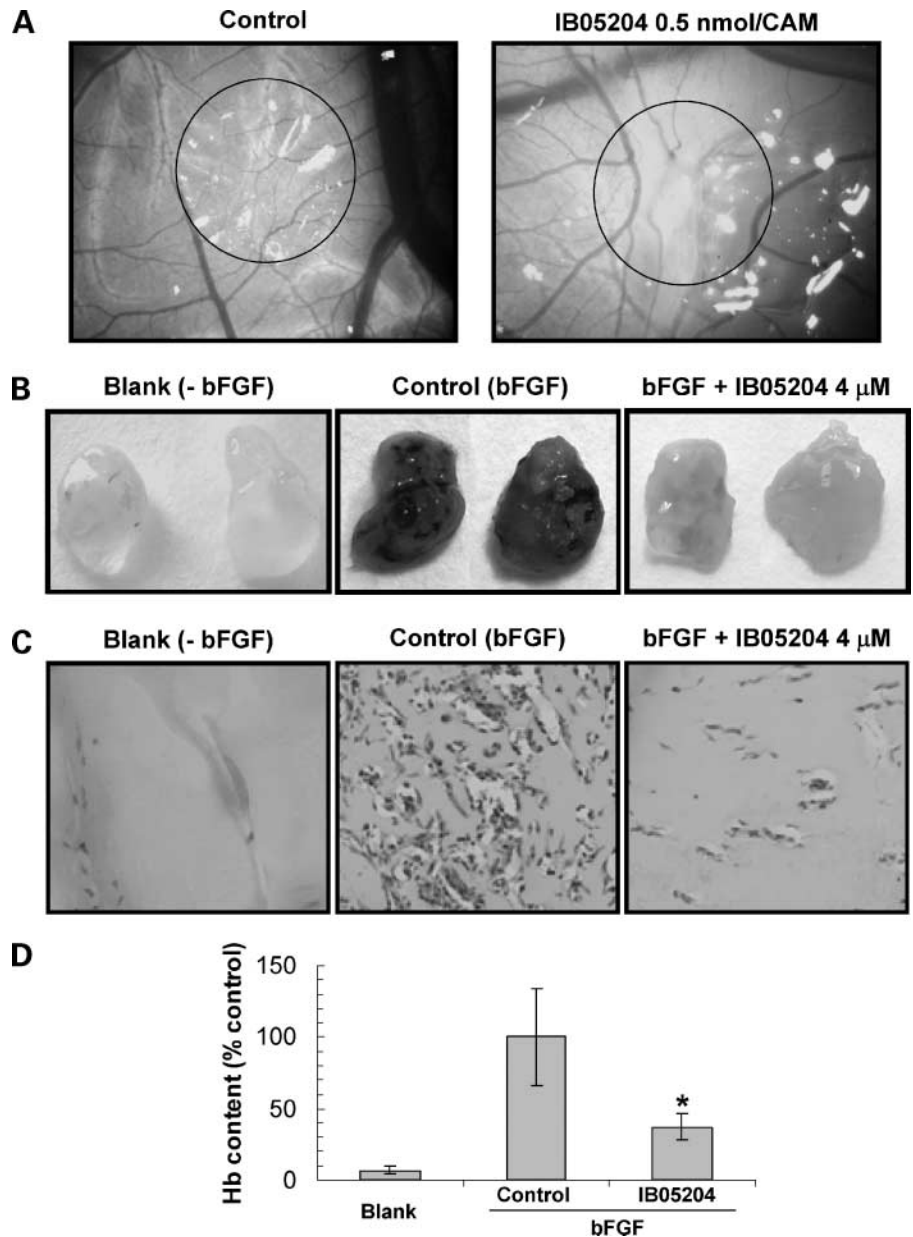 A
Control
IB05204 0.5 nmol/CAM
B
Blank (- bFGF)
Control (bFGF)
bFGF + IB05204 4 μM
C
Blank (- bFGF)
Control (bFGF)
bFGF + IB05204 4 μM
D
Hb content (% control)
150
100
50
0
*
Blank
Control
IB05204
bFGF